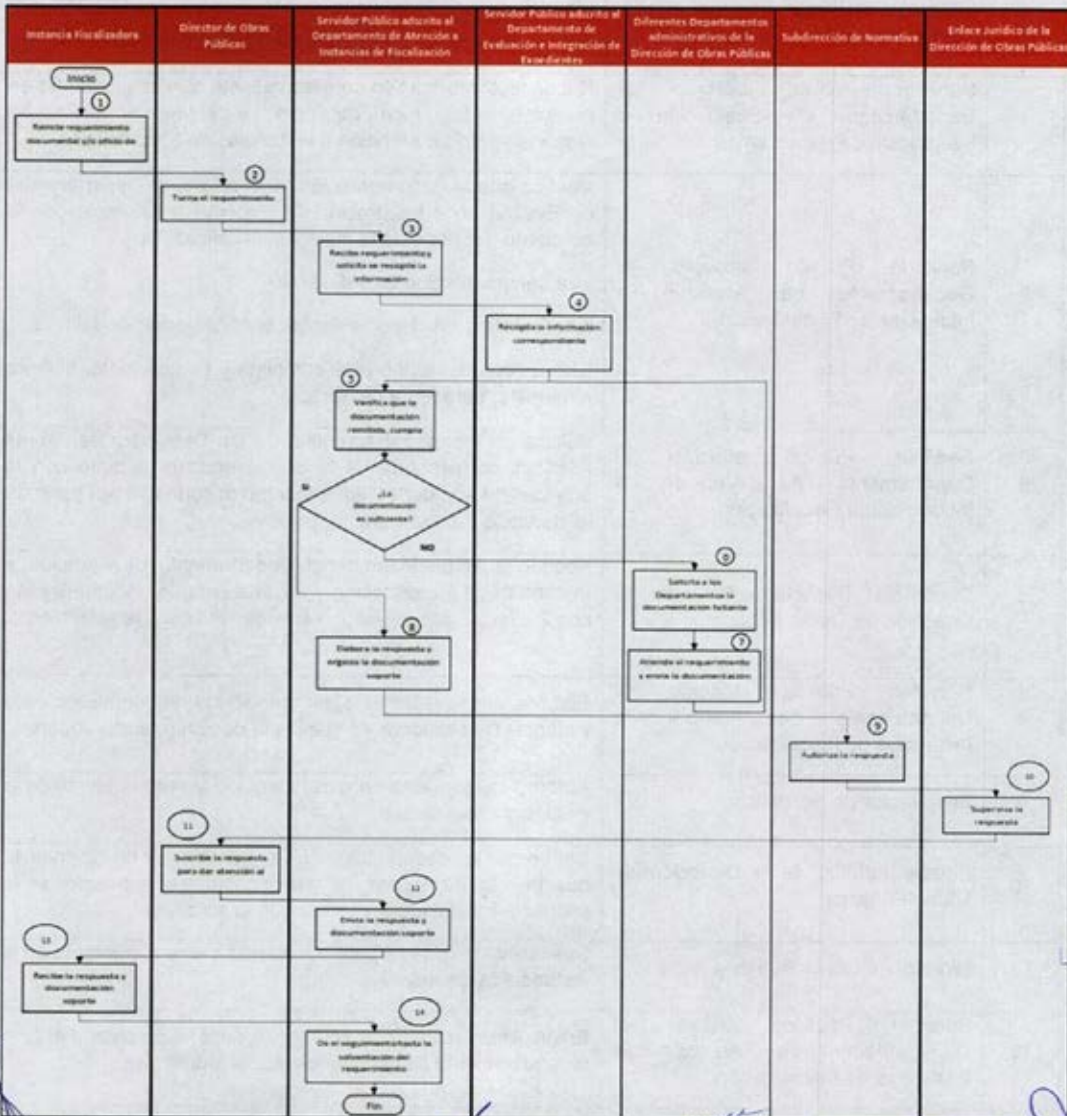 Instancia Fiscalizadora
Director de Obras
Públicas
Servidor Público adscrito al
Departamento de Atención a
Instancias de Fiscalización
Servidor Público adscrito al
Departamento de
Evaluación e Integración de
Expedientes
Diferentes Departamentos
administrativos de la
Dirección de Obras Públicas
Subdirección de Normativa
Enlace Jurídico de la
Dirección de Obras Públicas
Inicio
1
Remite requerimiento
documental y/o oficio de
2
Turna el requerimiento
3
Recibe requerimiento y
solicita se recopile la
información
4
Recopila la información
correspondiente
5
Verifica que la
documentación
remitida, cumpla
SI
¿La
documentación
es suficiente?
NO
6
Solicita a los
Departamentos la
documentación faltante
7
Atiende el requerimiento
y envía la documentación
8
Elabora la respuesta y
organiza la documentación
soporte
9
Autoriza la respuesta
10
Supervisa la
respuesta
11
Suscribe la respuesta
para dar atención al
12
Envía la respuesta y
documentación soporte
13
Recibe la respuesta y
documentación
soporte
14
Da el seguimiento hasta la
solventación del
requerimiento
Fin